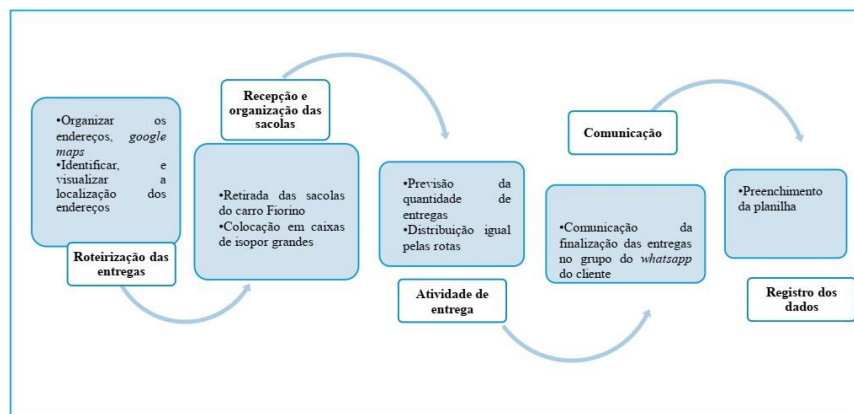 •Organizar os
endereços, google
maps
•Identificar, e
visualizar a
localização dos
endereços
Roteirização das
entregas
Recepção e
organização das
sacolas
•Retirada das sacolas
do carro Fiorino
•Colocação em caixas
de isopor grandes
•Previsão da
quantidade de
entregas
•Distribuição igual
pelas rotas
Atividade de
entrega
Comunicação
•Comunicação da
finalização das entregas
no grupo do whatsapp
do cliente
•Preenchimento
da planilha
Registro dos
dados